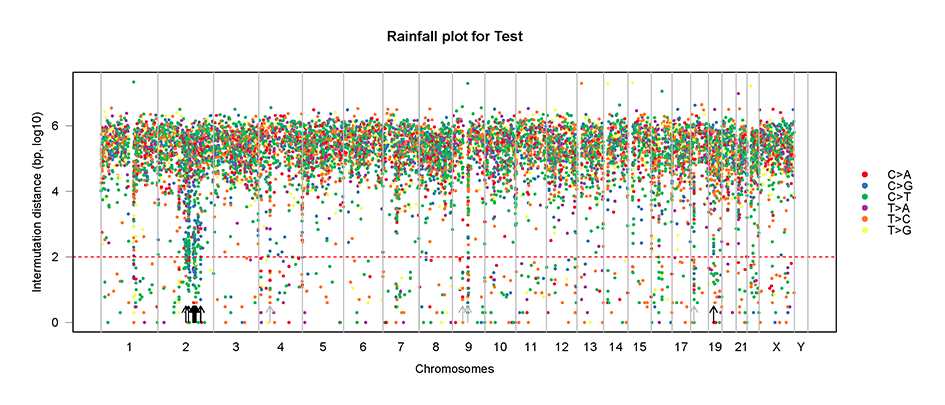 Rainfall plot for Test
Intermutation distance (bp, log10)
6
4
2
0
1 2 3 4 5 6 7 8 9 10 11 12 13 14 15 17 19 21 X Y
Chromosomes
C>A
C>G
C>T
T>A
T>C
T>G